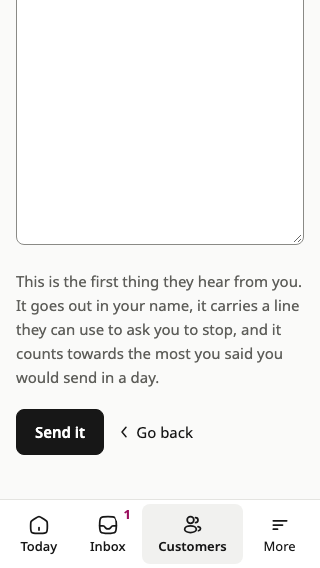 This is the first thing they hear from you.
It goes out in your name, it carries a line
they can use to ask you to stop, and it
counts towards the most you said you
would send in a day.
Send it
Go back
1
Today
Inbox
Customers
More